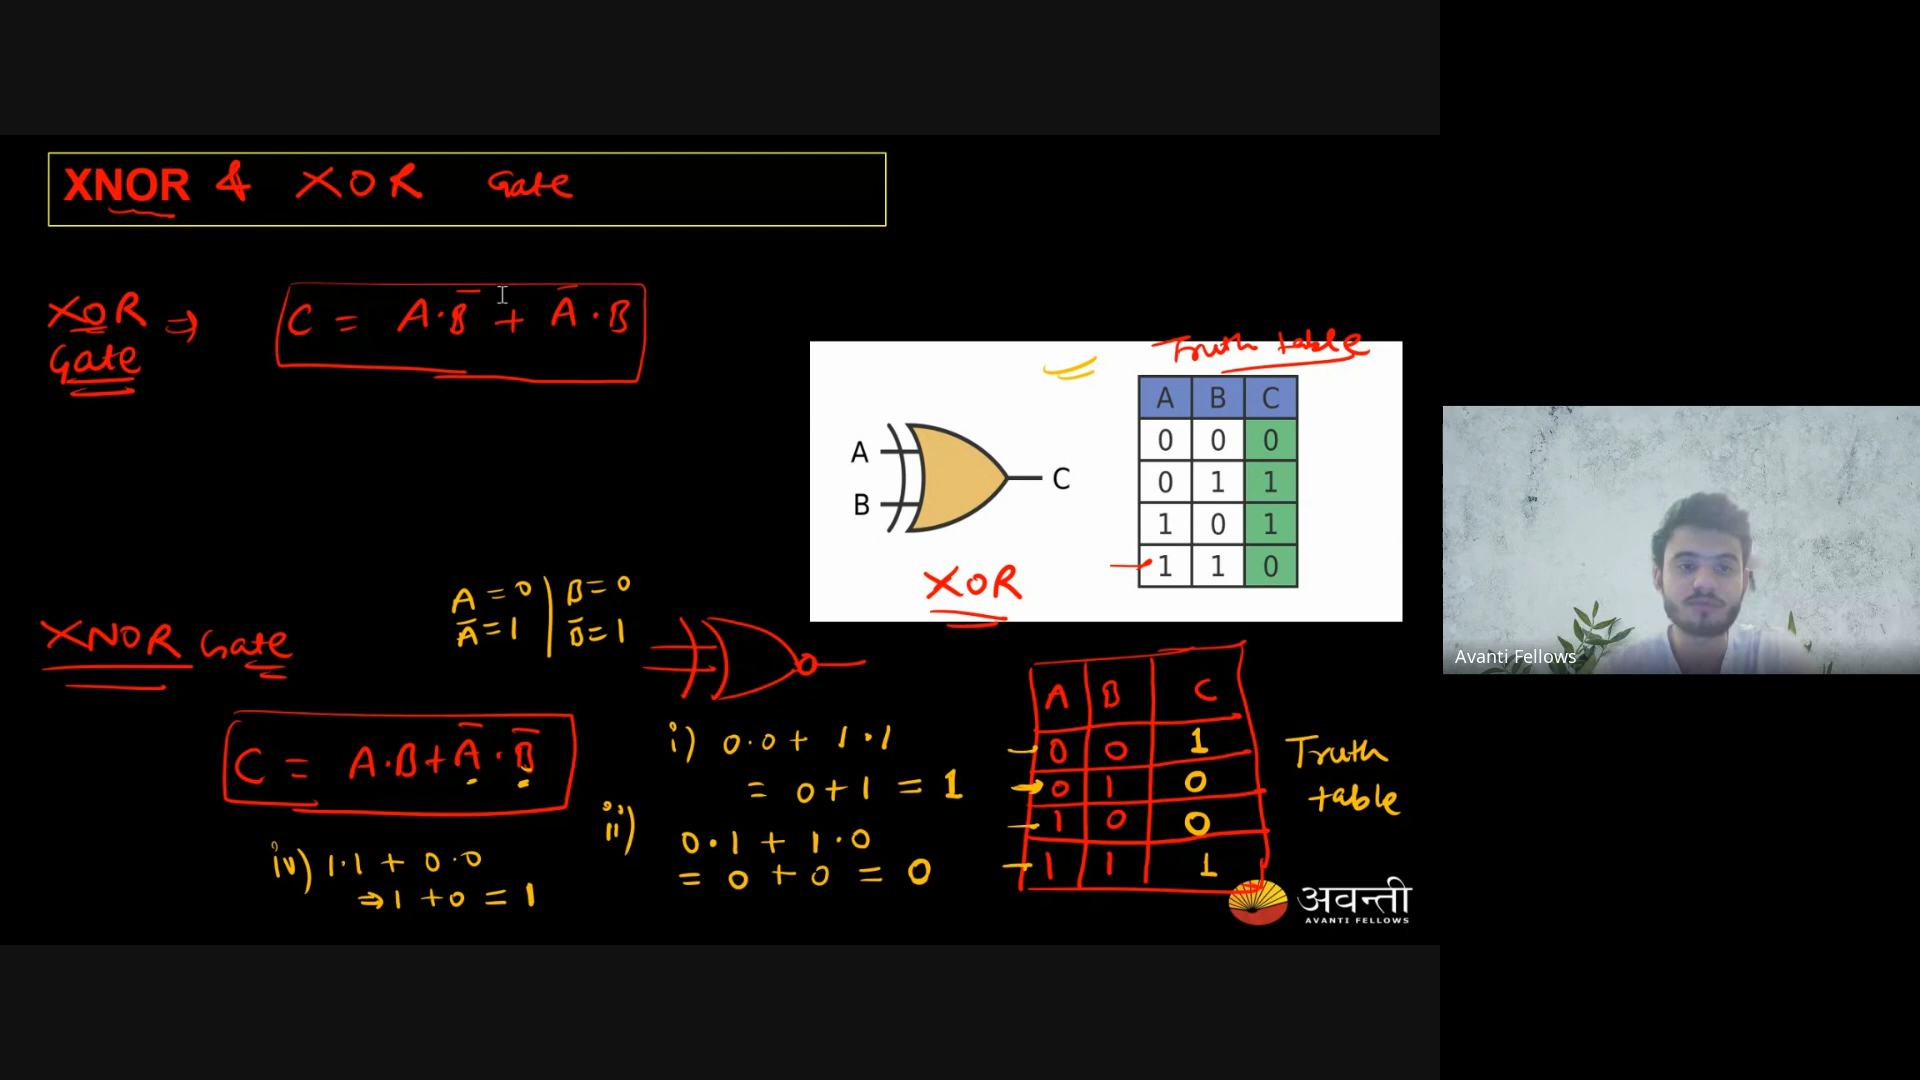 XNOR & XOR Gate
XOR ⇒
Gate
C = A·B̅ + A̅·B
Truth table
A B C
0 0 0
0 1 1
1 0 1
1 1 0
A
B
C
XOR
A = 0 | B = 0
A̅ = 1 | B̅ = 1
XNOR Gate
C = A·B + A̅·B̅
i) 0·0 + 1·1
= 0 + 1 = 1
ii) 0·1 + 1·0
= 0 + 0 = 0
iv) 1·1 + 0·0
⇒ 1 + 0 = 1
A B C
0 0 1
0 1 0
1 0 0
1 1 1
Truth
table
अवन्ती
AVANTI FELLOWS
Avanti Fellows